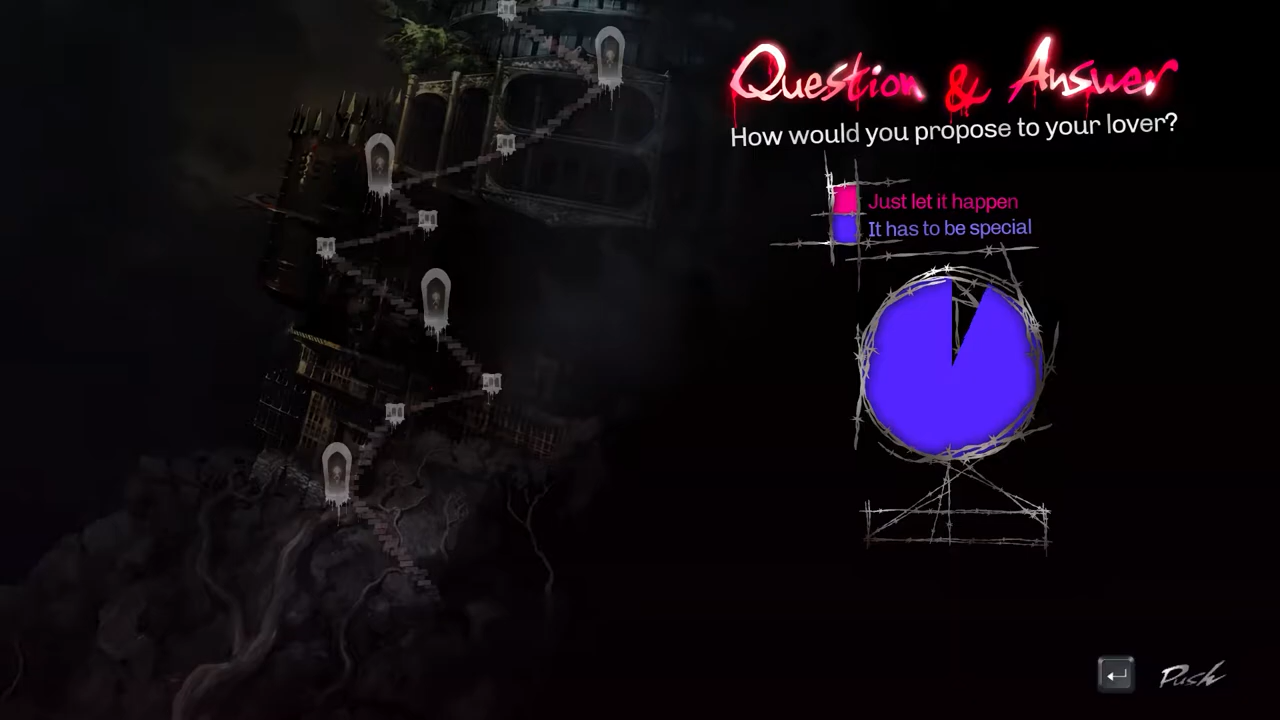 Question & Answer
How would you propose to your lover?
Just let it happen
It has to be special
Push